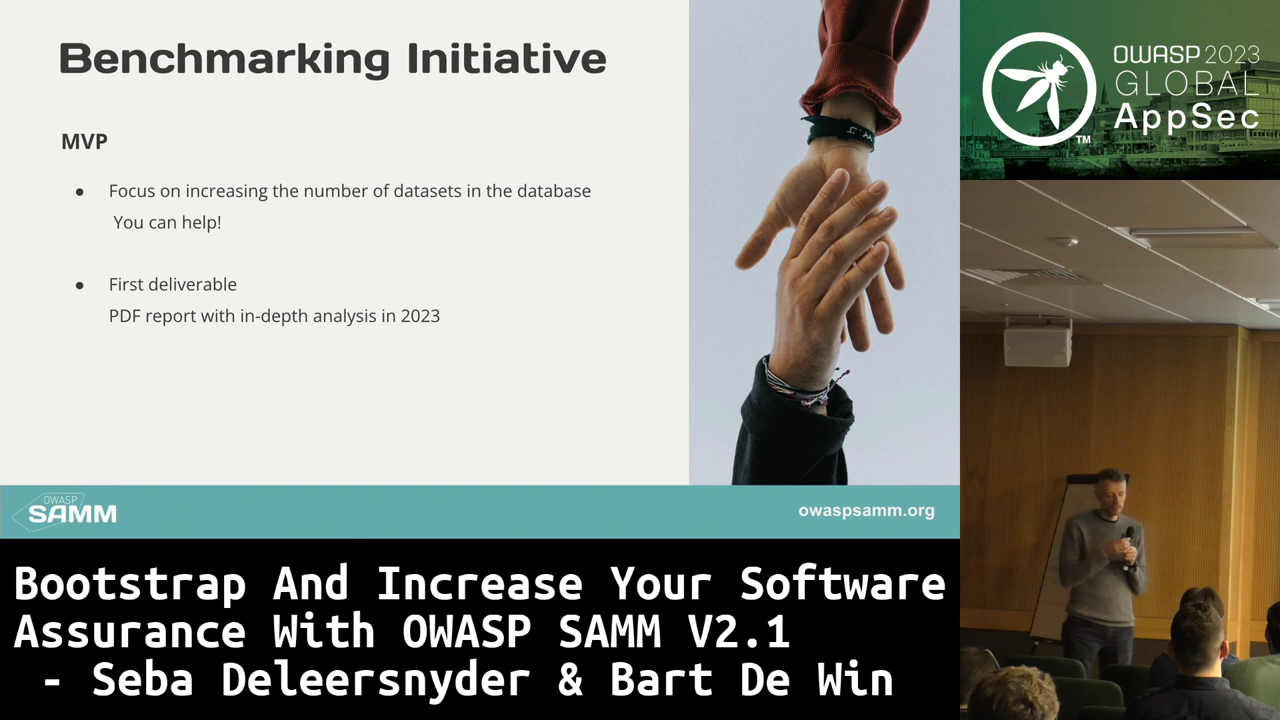 Benchmarking Initiative
MVP
● Focus on increasing the number of datasets in the database
You can help!
● First deliverable
PDF report with in-depth analysis in 2023
OWASP
SAMM
owaspsamm.org
OWASP 2023
GLOBAL
AppSec
TM
Bootstrap And Increase Your Software
Assurance With OWASP SAMM V2.1
- Seba Deleersnyder & Bart De Win